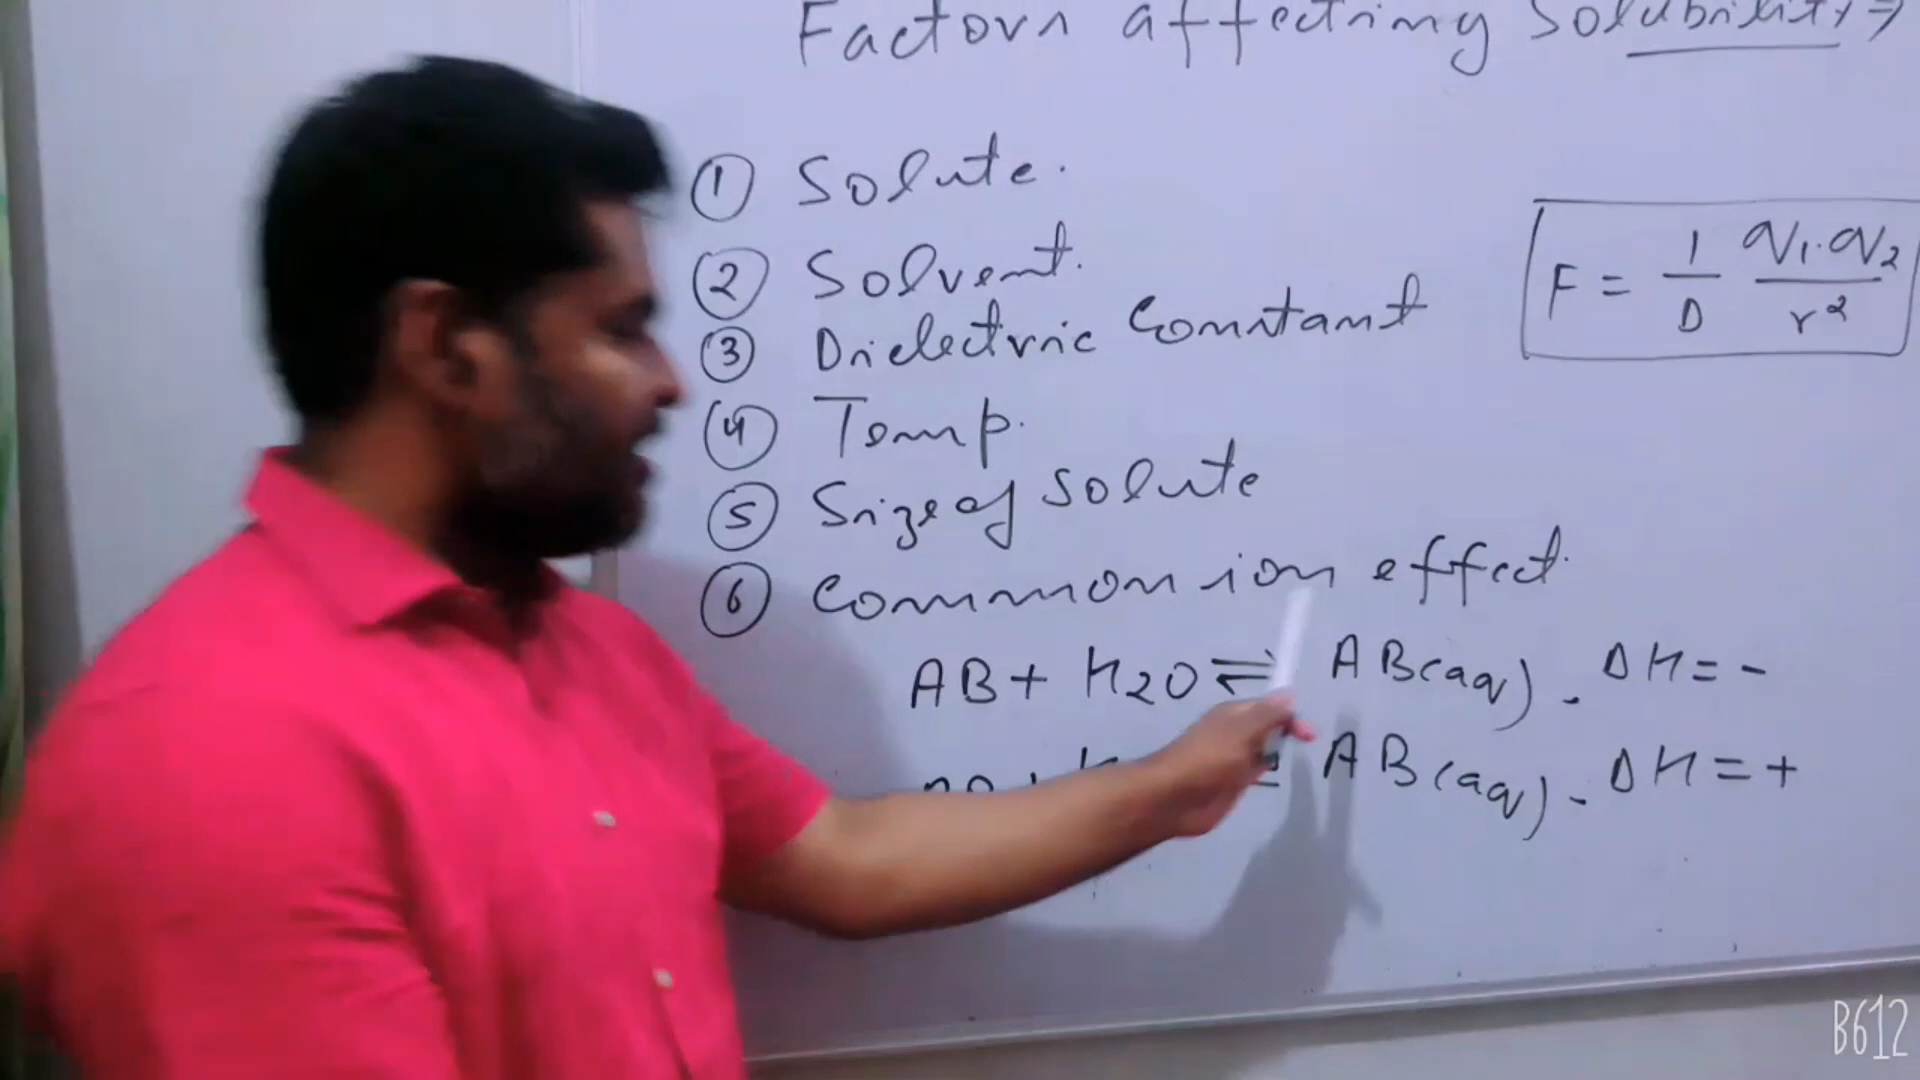 Factors affecting Solubility ⇒
① Solute.
② Solvent.
③ Dielectric Constant
F = 1/D q1.q2/r²
④ Temp.
⑤ Size of Solute
⑥ Common ion effect.
AB + H2O ⇌ AB(aq). ΔH = -
AB(aq). ΔH = +
B612